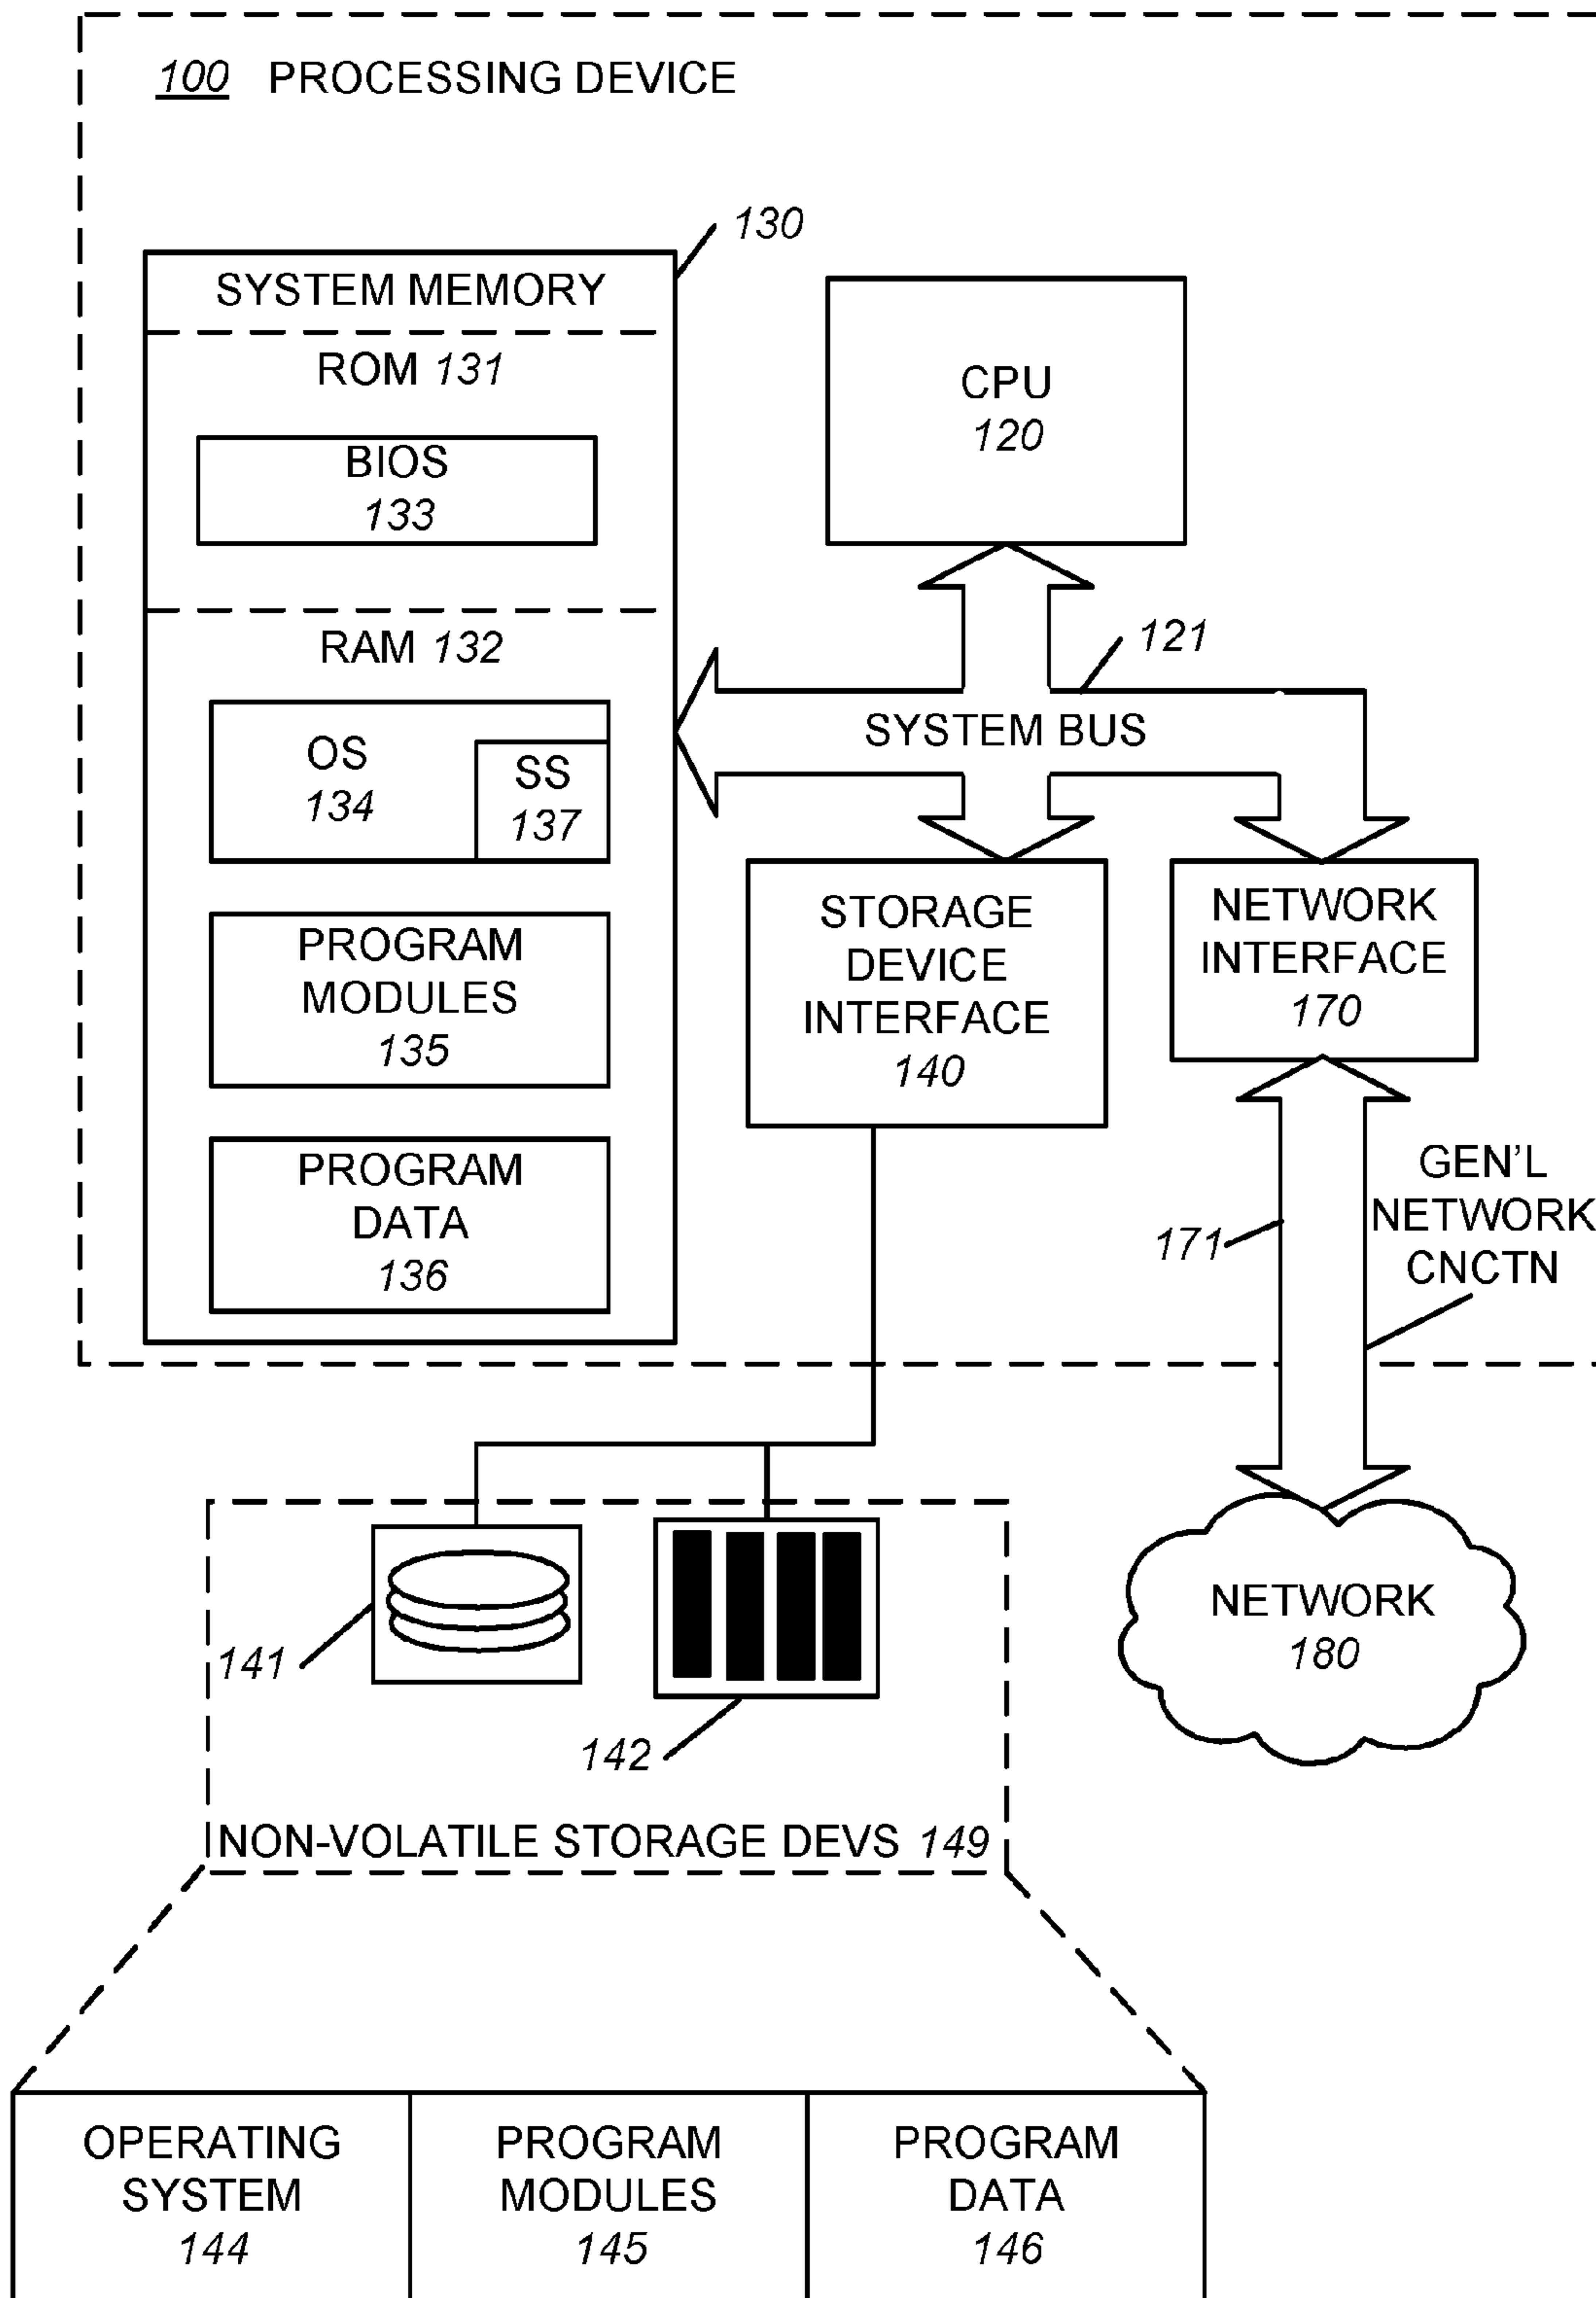 100 PROCESSING DEVICE
130
SYSTEM MEMORY
ROM 131
BIOS
133
RAM 132
OS
134
SS
137
PROGRAM
MODULES
135
PROGRAM
DATA
136
CPU
120
121
SYSTEM BUS
STORAGE
DEVICE
INTERFACE
140
NETWORK
INTERFACE
170
171
GEN'L
NETWORK
CNCTN
141
142
NON-VOLATILE STORAGE DEVS 149
NETWORK
180
OPERATING
SYSTEM
144
PROGRAM
MODULES
145
PROGRAM
DATA
146